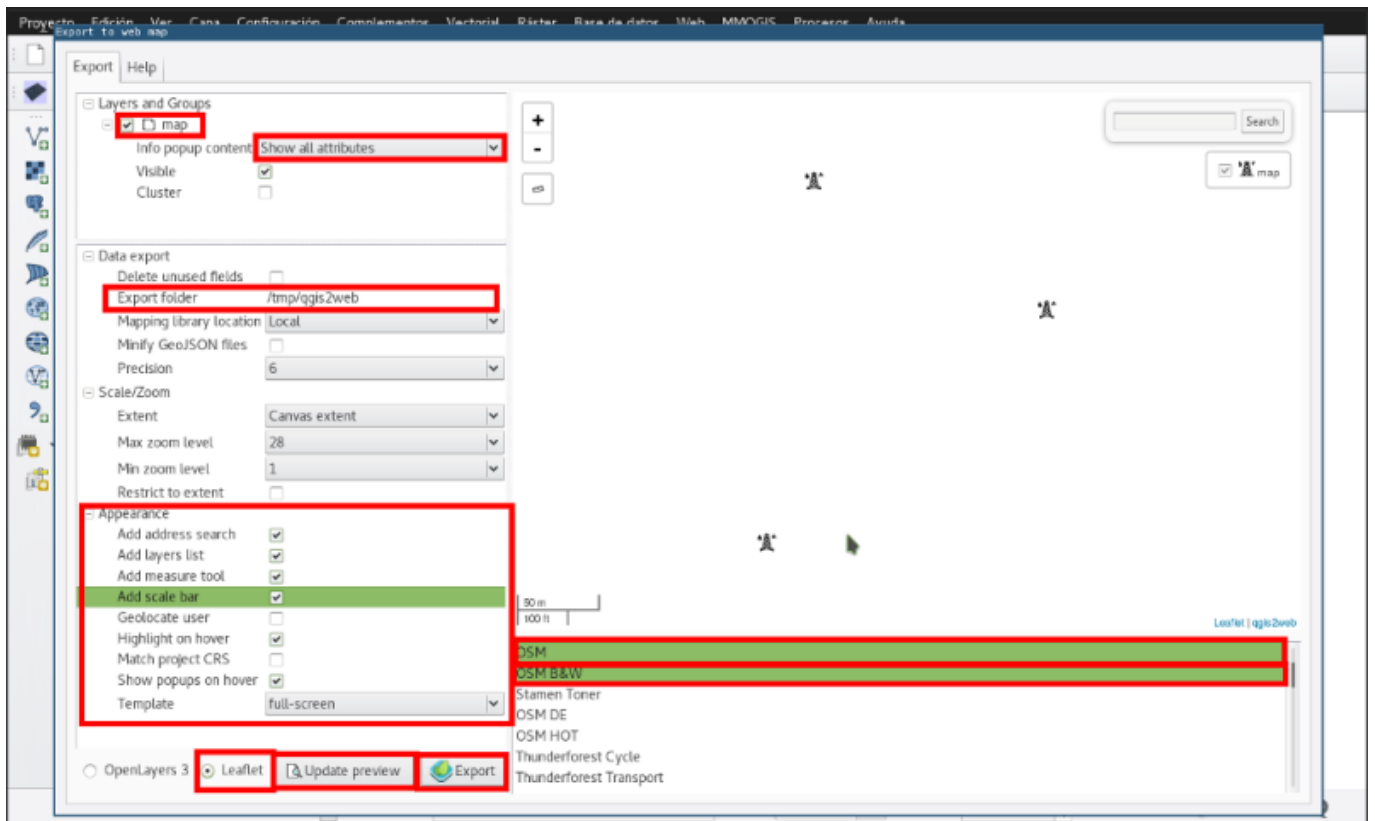 Proyecto Edición Ver Capa Configuración Complementos Vectorial Ráster Base de datos Web MMQGIS Procesos Ayuda
Export to web map
Export Help
Layers and Groups
map
Info popup content Show all attributes
Visible
Cluster
Data export
Delete unused fields
Export folder /tmp/qgis2web
Mapping library location Local
Minify GeoJSON files
Precision 6
Scale/Zoom
Extent Canvas extent
Max zoom level 28
Min zoom level 1
Restrict to extent
Appearance
Add address search
Add layers list
Add measure tool
Add scale bar
Geolocate user
Highlight on hover
Match project CRS
Show popups on hover
Template full-screen
OpenLayers 3 Leaflet Update preview Export
+
-
Search
map
50 m
100 ft
Leaflet | qgis2web
OSM
OSM B&W
Stamen Toner
OSM DE
OSM HOT
Thunderforest Cycle
Thunderforest Transport